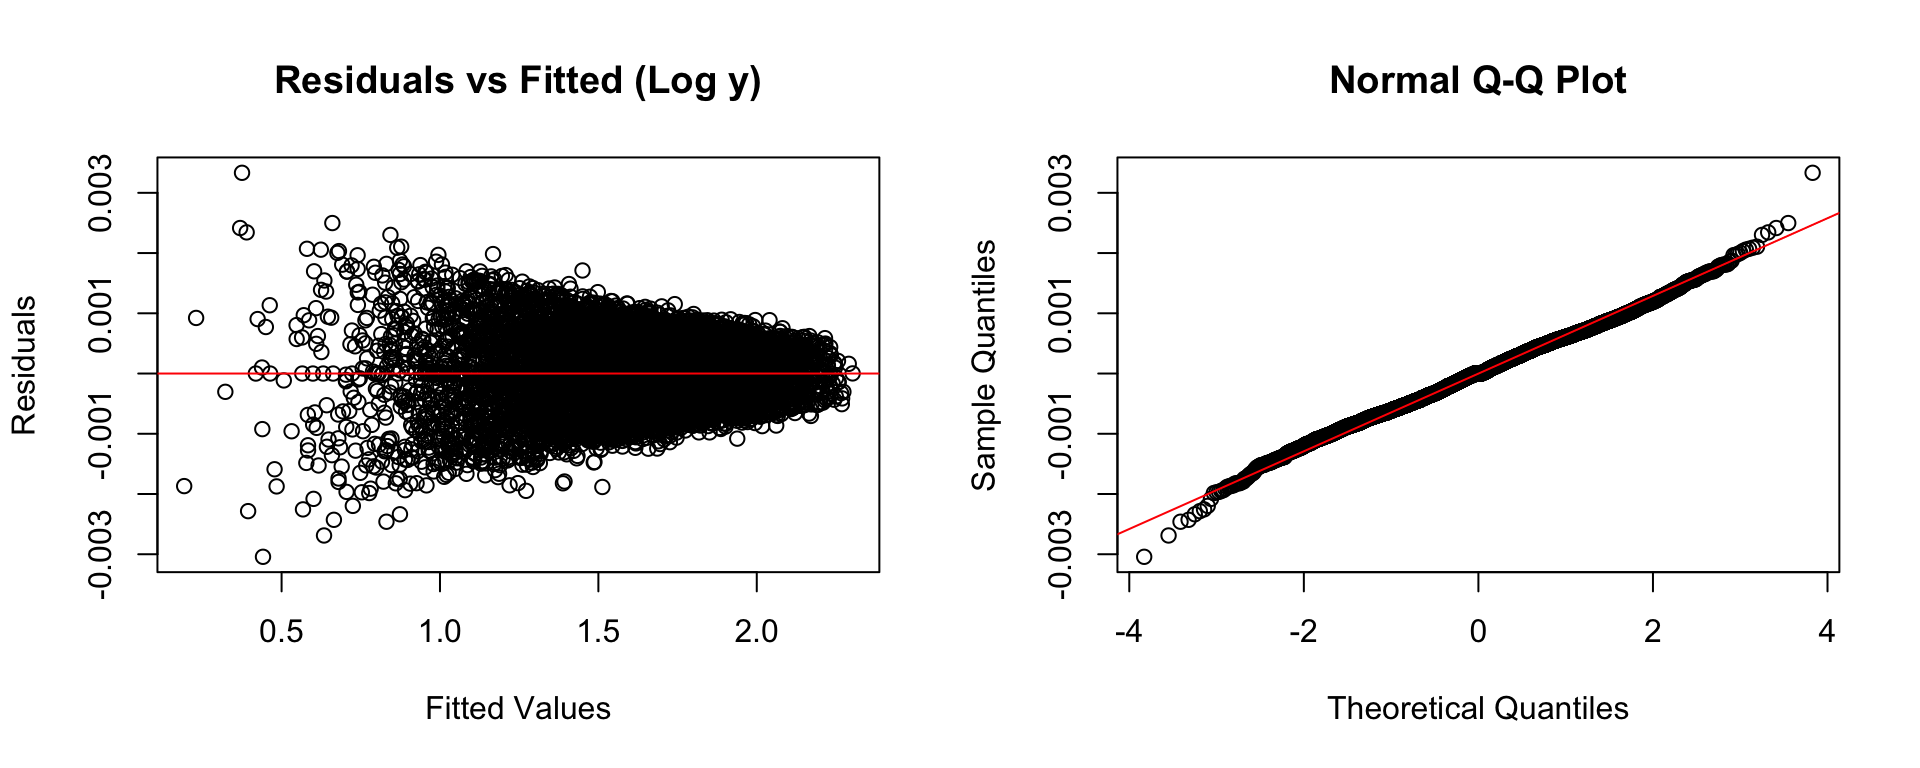 Residuals vs Fitted (Log y)
Residuals
0.003
0.001
-0.001
-0.003
0.5 1.0 1.5 2.0
Fitted Values
Normal Q-Q Plot
Sample Quantiles
0.003
0.001
-0.001
-0.003
-4 -2 0 2 4
Theoretical Quantiles